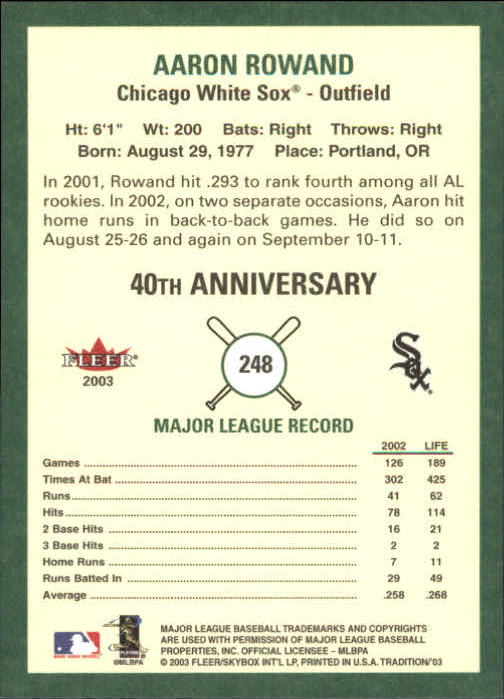 AARON ROWAND
Chicago White Sox® - Outfield
Ht: 6'1" Wt: 200 Bats: Right Throws: Right
Born: August 29, 1977 Place: Portland, OR
In 2001, Rowand hit .293 to rank fourth among all AL
rookies. In 2002, on two separate occasions, Aaron hit
home runs in back-to-back games. He did so on
August 25-26 and again on September 10-11.
40TH ANNIVERSARY
FLEER
2003
248
Sox
MAJOR LEAGUE RECORD
2002 LIFE
Games 126 189
Times At Bat 302 425
Runs 41 62
Hits 78 114
2 Base Hits 16 21
3 Base Hits 2 2
Home Runs 7 11
Runs Batted In 29 49
Average .258 .268
©MLBPA
MAJOR LEAGUE BASEBALL TRADEMARKS AND COPYRIGHTS
ARE USED WITH PERMISSION OF MAJOR LEAGUE BASEBALL
PROPERTIES, INC. OFFICIAL LICENSEE – MLBPA
© 2003 FLEER/SKYBOX INT'L LP, PRINTED IN U.S.A. TRADITION'03